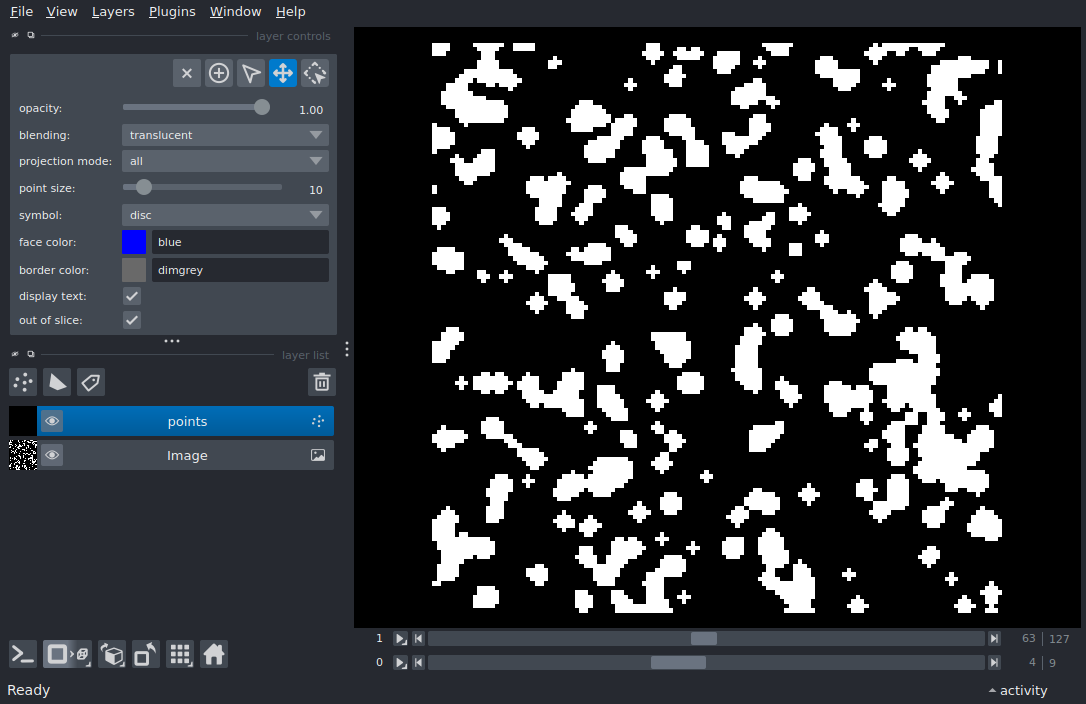 File View Layers Plugins Window Help
layer controls
opacity: 1.00
blending: translucent
projection mode: all
point size: 10
symbol: disc
face color: blue
border color: dimgrey
display text:
out of slice:
layer list
points
Image
1 63 127
0 4 9
Ready activity